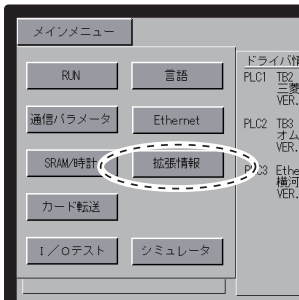 メインメニュー
RUN
言語
通信パラメータ
Ethernet
SRAM/時計
拡張情報
カード転送
I/Oテスト
シミュレータ
ドライバ情
PLC1 TB2
三菱
VER.
PLC2 TB3
オム
VER.
Ethe
横河
VER.